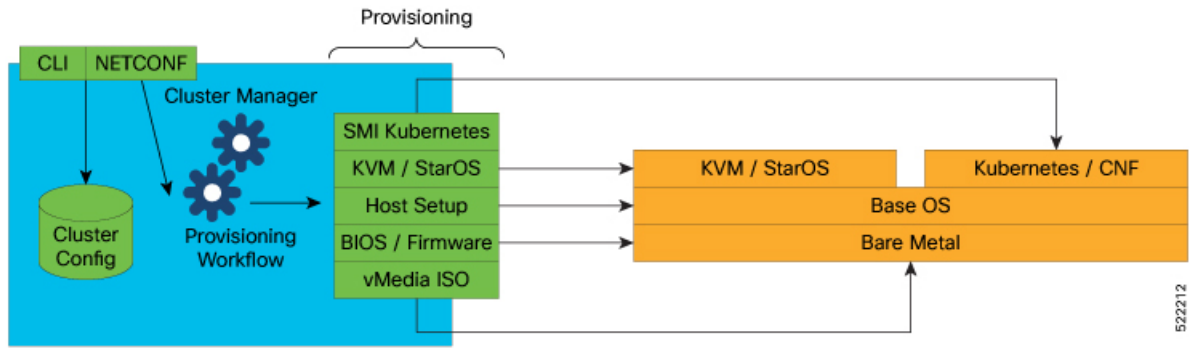 Provisioning
CLI
NETCONF
Cluster Manager
Cluster
Config
Provisioning
Workflow
SMI Kubernetes
KVM / StarOS
Host Setup
BIOS / Firmware
vMedia ISO
KVM / StarOS
Kubernetes / CNF
Base OS
Bare Metal
522212